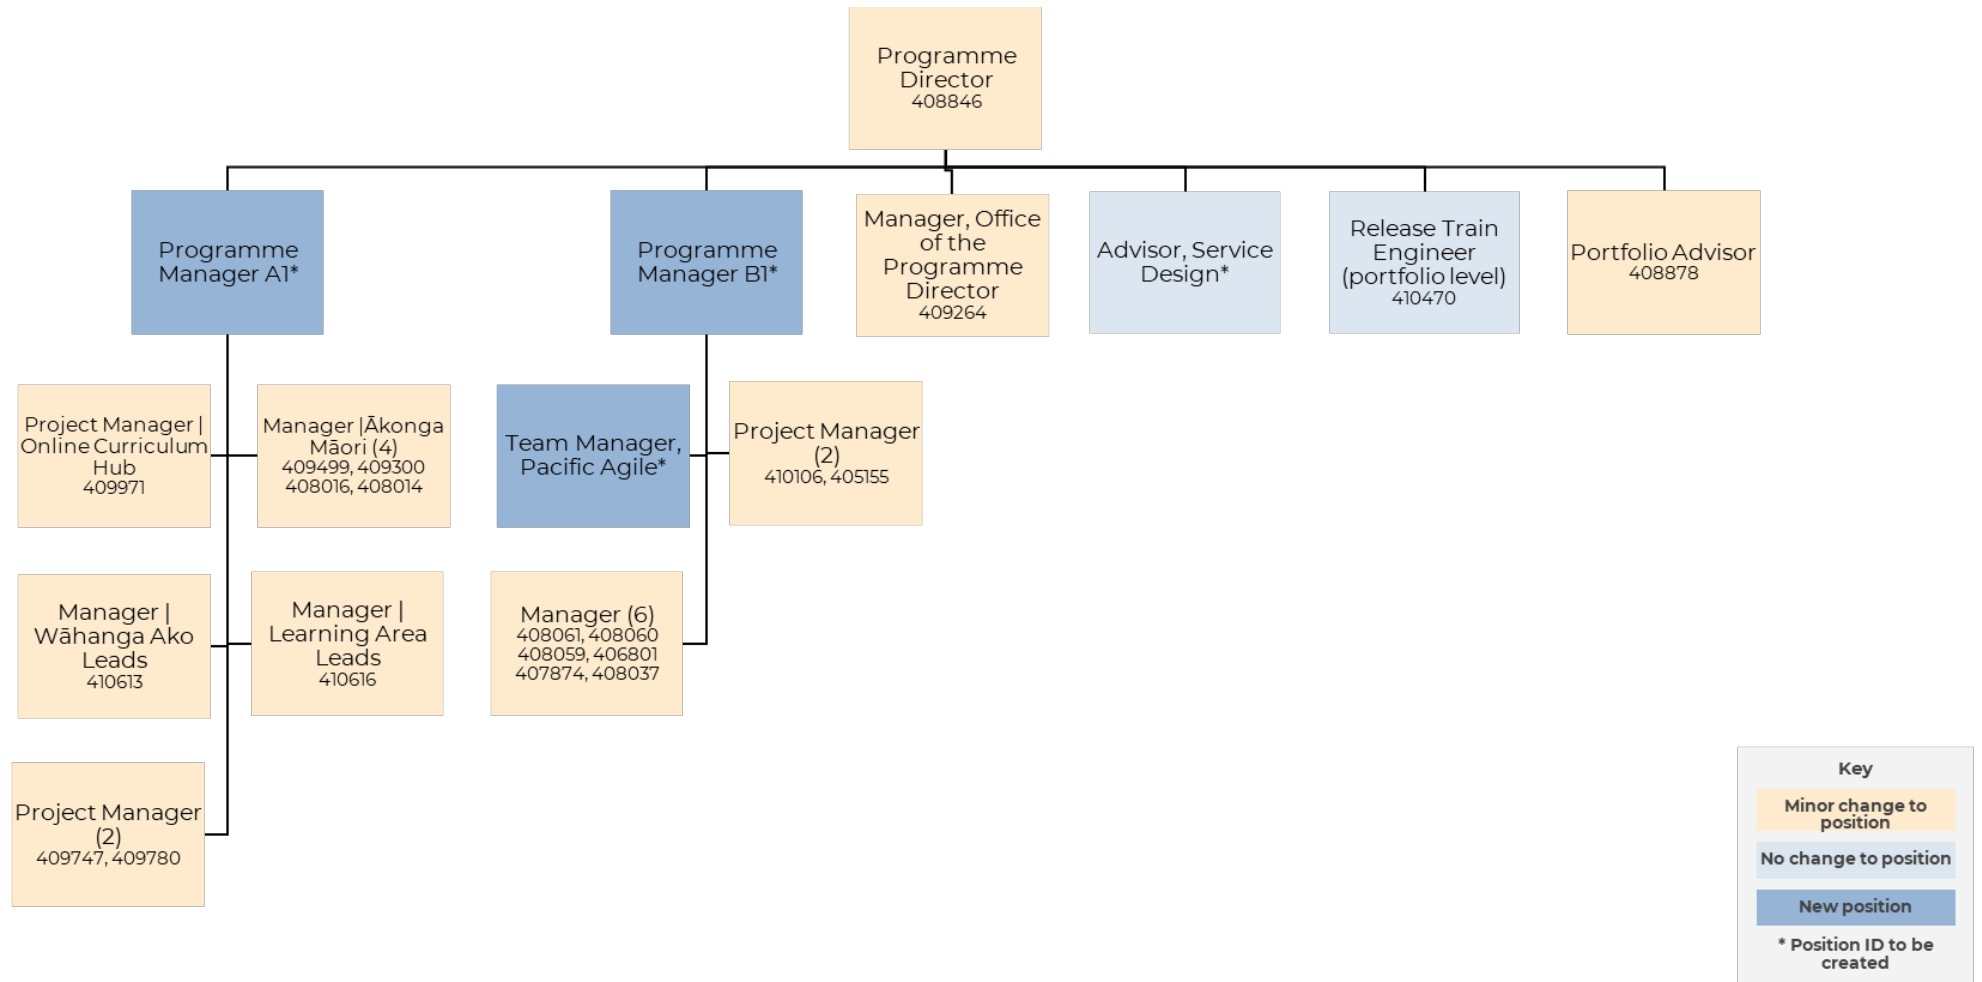 Programme
Director
408846
Programme
Manager A1*
Programme
Manager B1*
Manager, Office
of the
Programme
Director
409264
Advisor, Service
Design*
Release Train
Engineer
(portfolio level)
410470
Portfolio Advisor
408878
Project Manager |
Online Curriculum
Hub
409971
Manager |Ākonga
Māori (4)
409499, 409300
408016, 408014
Team Manager,
Pacific Agile*
Project Manager
(2)
410106, 405155
Manager |
Wāhanga Ako
Leads
410613
Manager |
Learning Area
Leads
410616
Manager (6)
408061, 408060
408059, 406801
407874, 408037
Project Manager
(2)
409747, 409780
Key
Minor change to
position
No change to position
New position
* Position ID to be
created